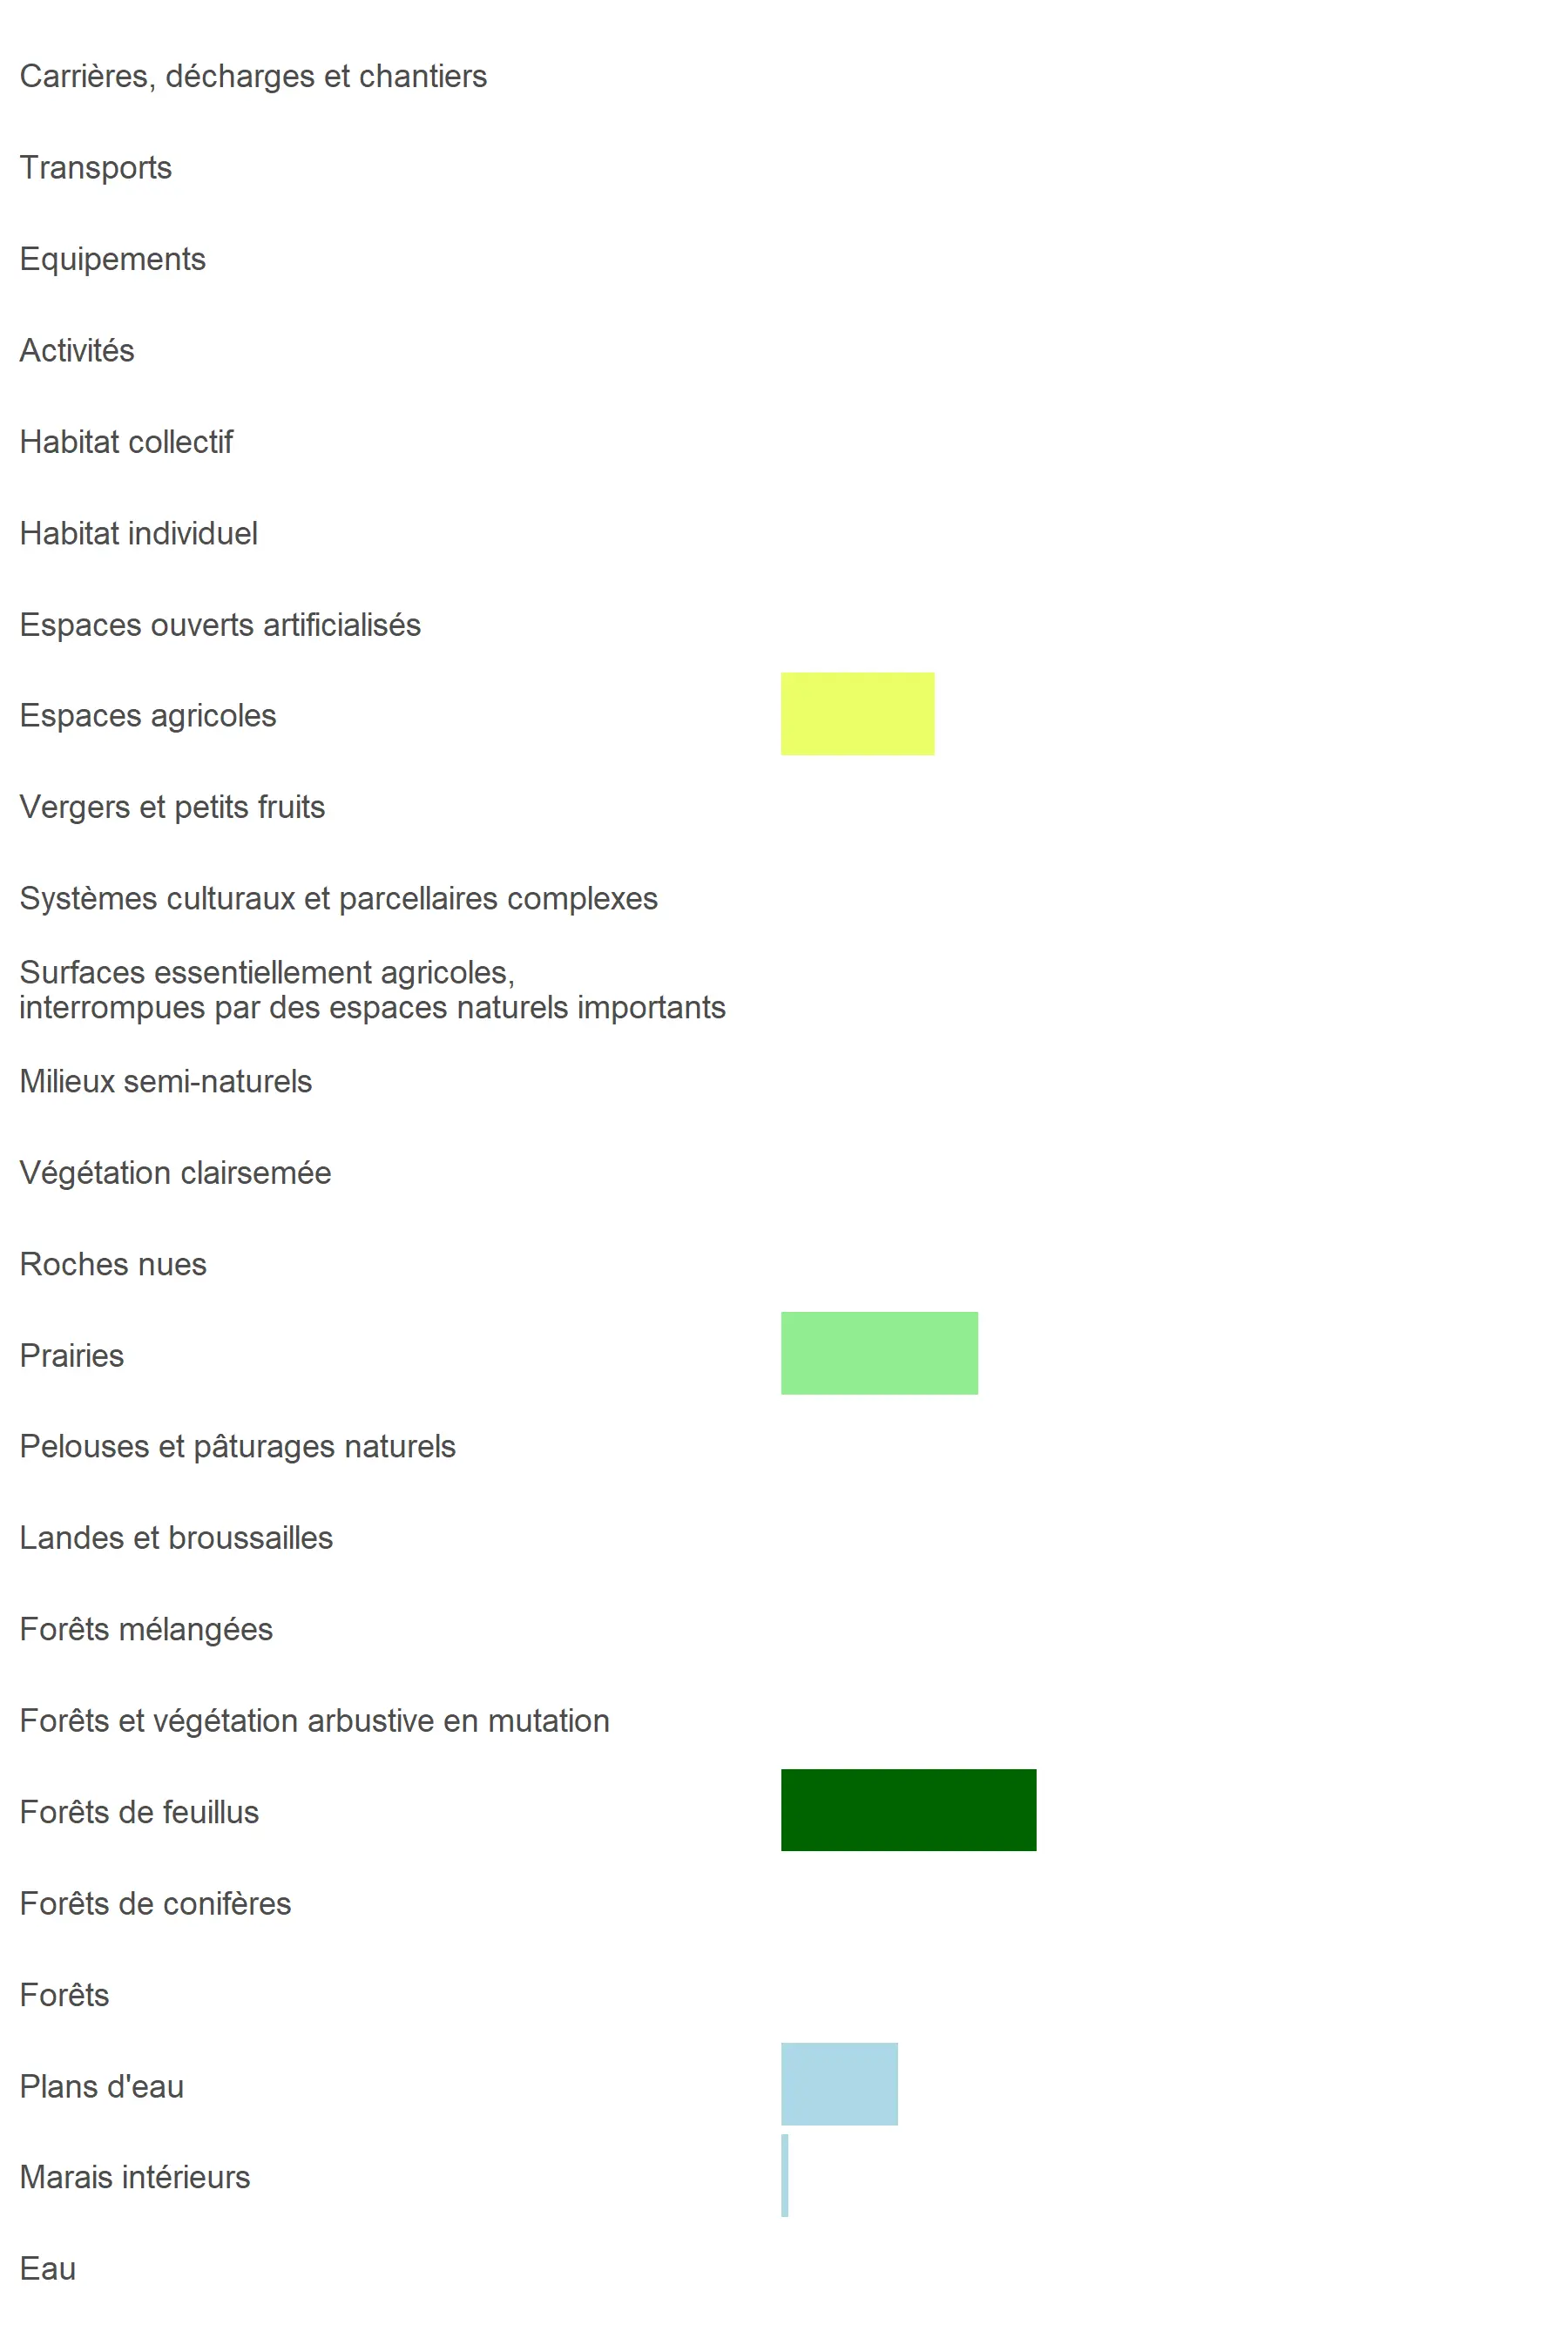 Carrières, décharges et chantiers
Transports
Equipements
Activités
Habitat collectif
Habitat individuel
Espaces ouverts artificialisés
Espaces agricoles
Vergers et petits fruits
Systèmes culturaux et parcellaires complexes
Surfaces essentiellement agricoles,
interrompues par des espaces naturels importants
Milieux semi-naturels
Végétation clairsemée
Roches nues
Prairies
Pelouses et pâturages naturels
Landes et broussailles
Forêts mélangées
Forêts et végétation arbustive en mutation
Forêts de feuillus
Forêts de conifères
Forêts
Plans d'eau
Marais intérieurs
Eau